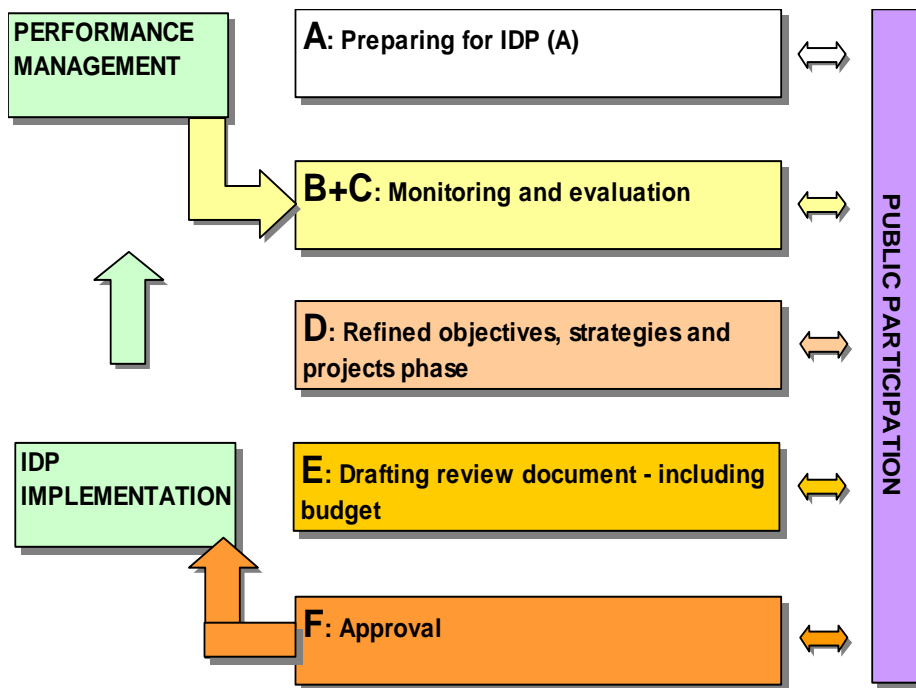 PERFORMANCE
MANAGEMENT
A: Preparing for IDP (A)
B+C: Monitoring and evaluation
D: Refined objectives, strategies and
projects phase
IDP
IMPLEMENTATION
E: Drafting review document - including
budget
F: Approval
PUBLIC PARTICIPATION